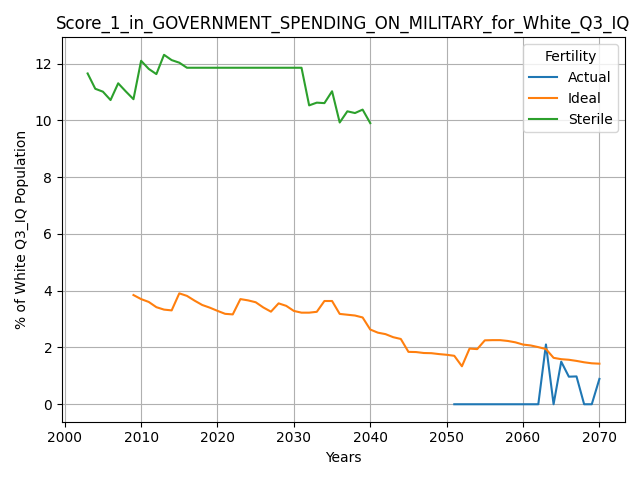 Score_1_in_GOVERNMENT_SPENDING_ON_MILITARY_for_White_Q3_IQ
% of White Q3_IQ Population
12
10
8
6
4
2
0
Fertility
Actual
Ideal
Sterile
2000 2010 2020 2030 2040 2050 2060 2070
Years